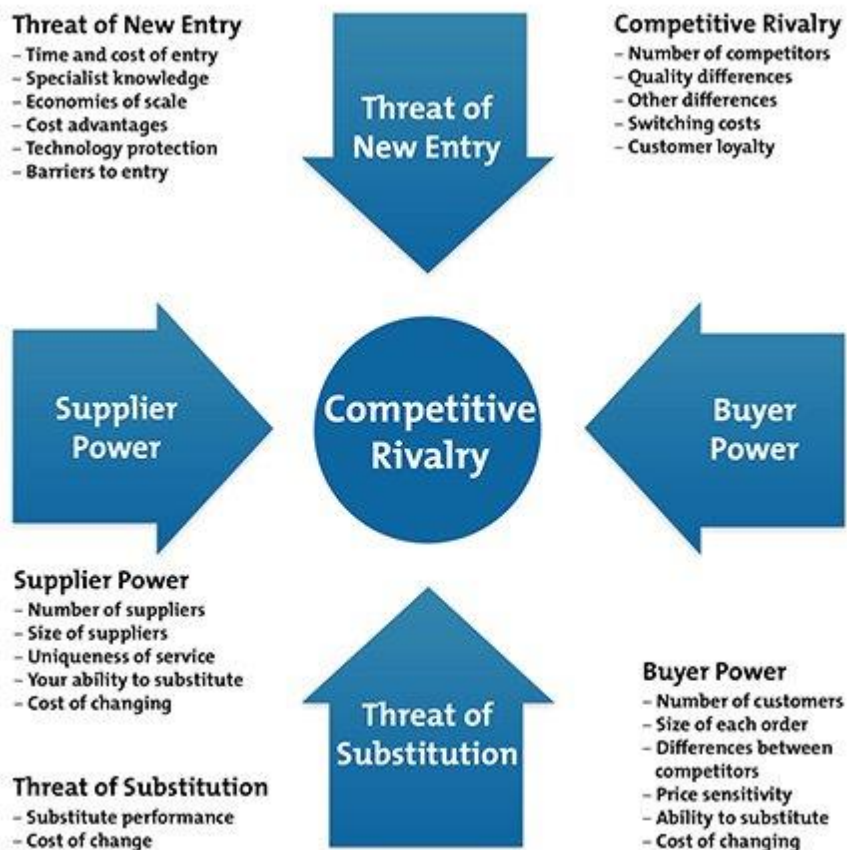 Threat of New Entry
– Time and cost of entry
– Specialist knowledge
– Economies of scale
– Cost advantages
– Technology protection
– Barriers to entry
Threat of
New Entry
Competitive Rivalry
– Number of competitors
– Quality differences
– Other differences
– Switching costs
– Customer loyalty
Supplier
Power
Competitive
Rivalry
Buyer
Power
Supplier Power
– Number of suppliers
– Size of suppliers
– Uniqueness of service
– Your ability to substitute
– Cost of changing
Threat of
Substitution
Buyer Power
– Number of customers
– Size of each order
– Differences between
competitors
– Price sensitivity
– Ability to substitute
– Cost of changing
Threat of Substitution
– Substitute performance
– Cost of change